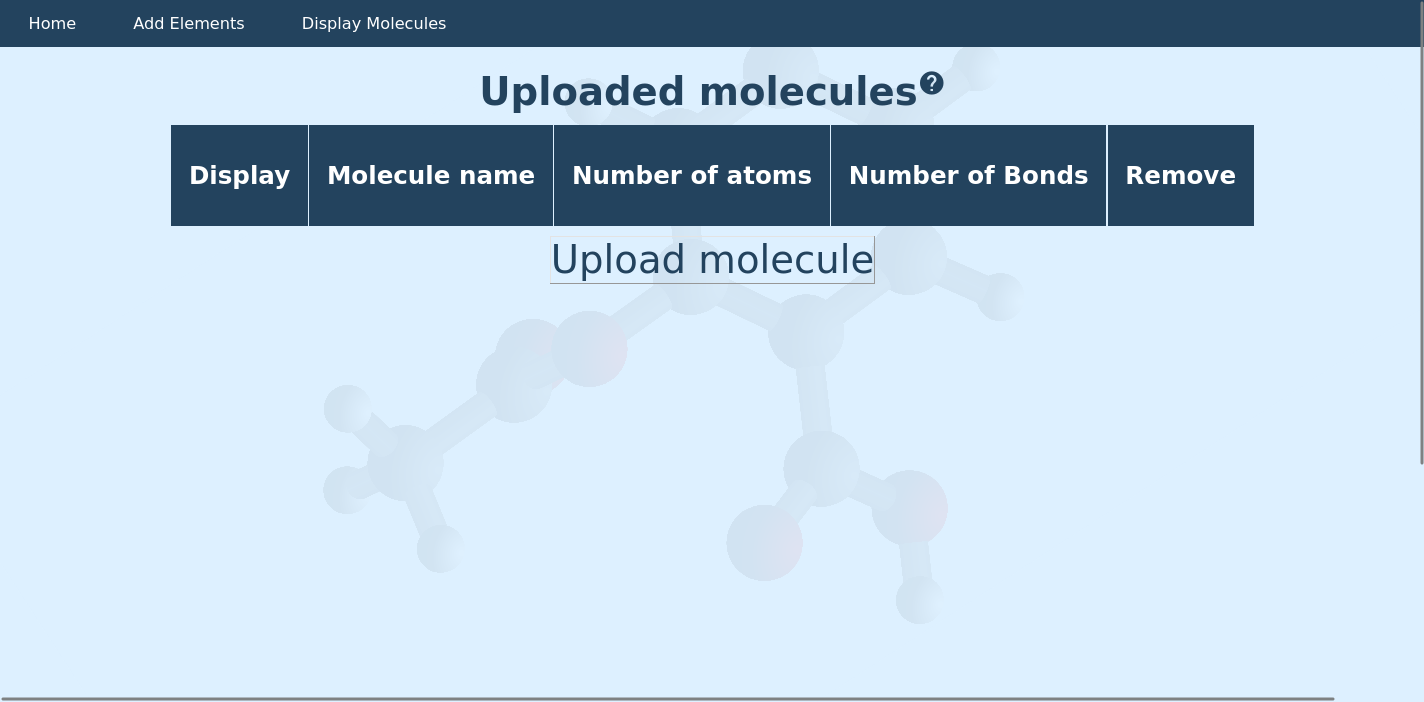 Home Add Elements Display Molecules
Uploaded molecules?
Display Molecule name Number of atoms Number of Bonds Remove
Upload molecule